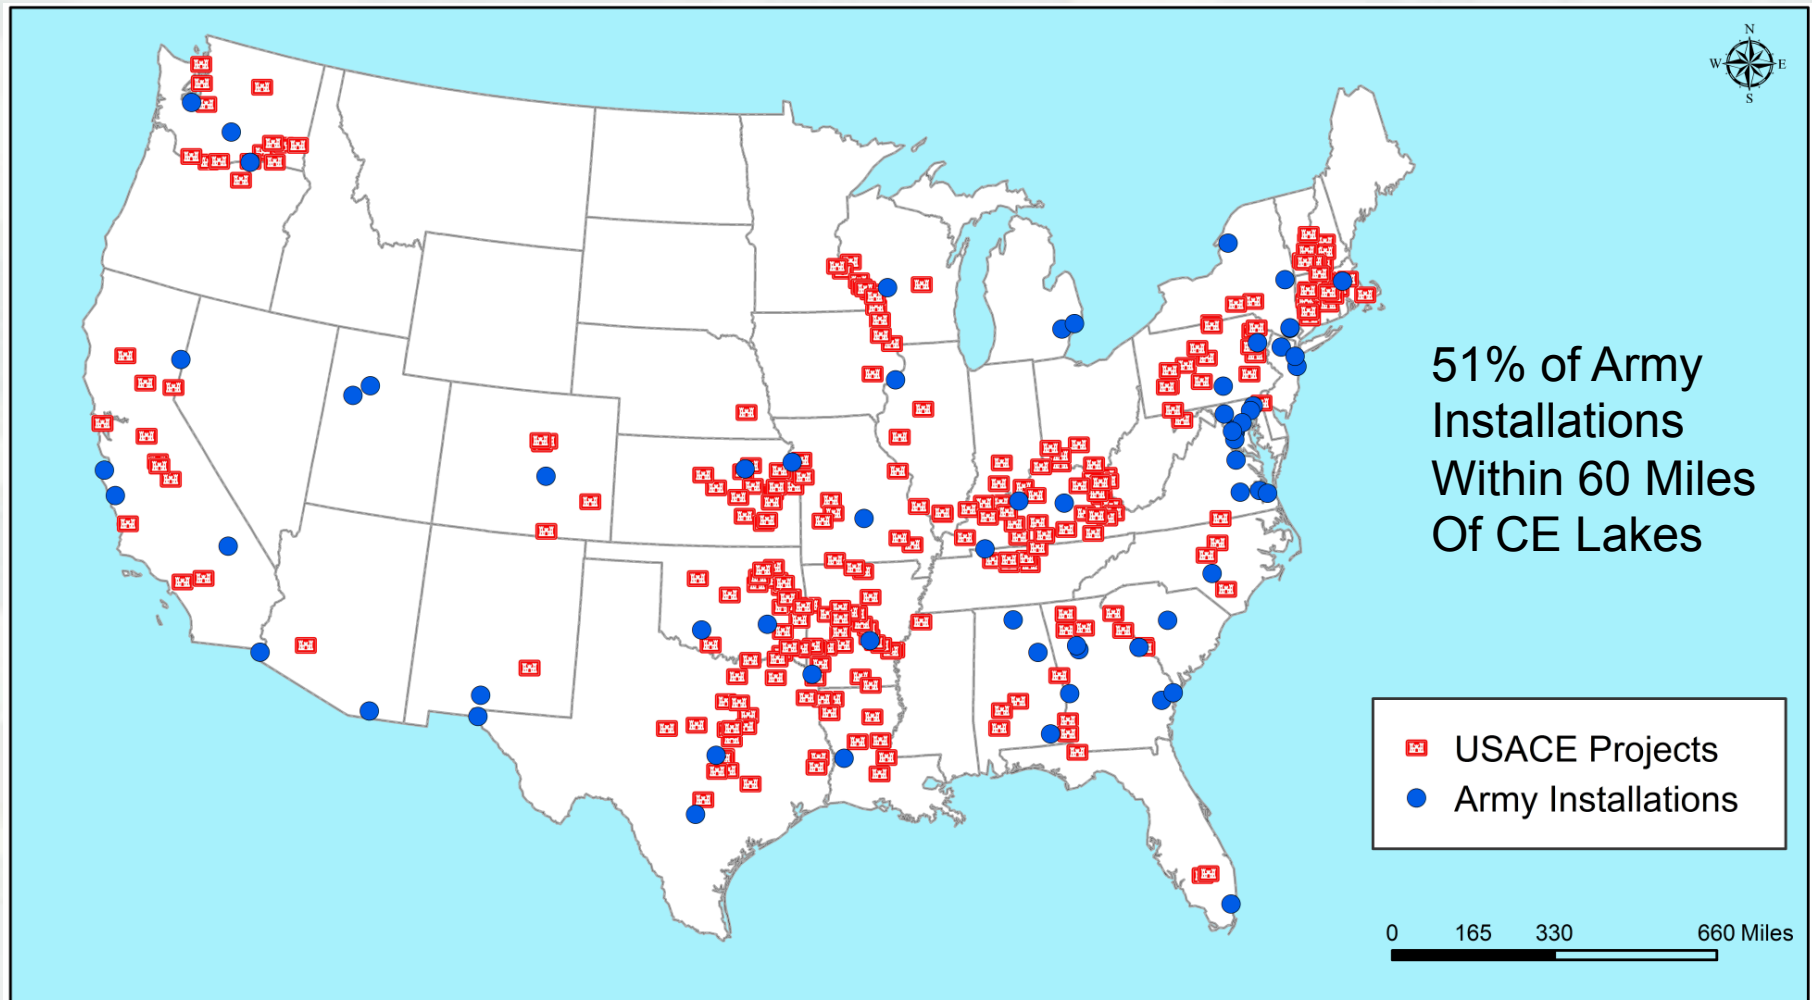 N
W E
S
51% of Army
Installations
Within 60 Miles
Of CE Lakes
USACE Projects
Army Installations
0 165 330 660 Miles